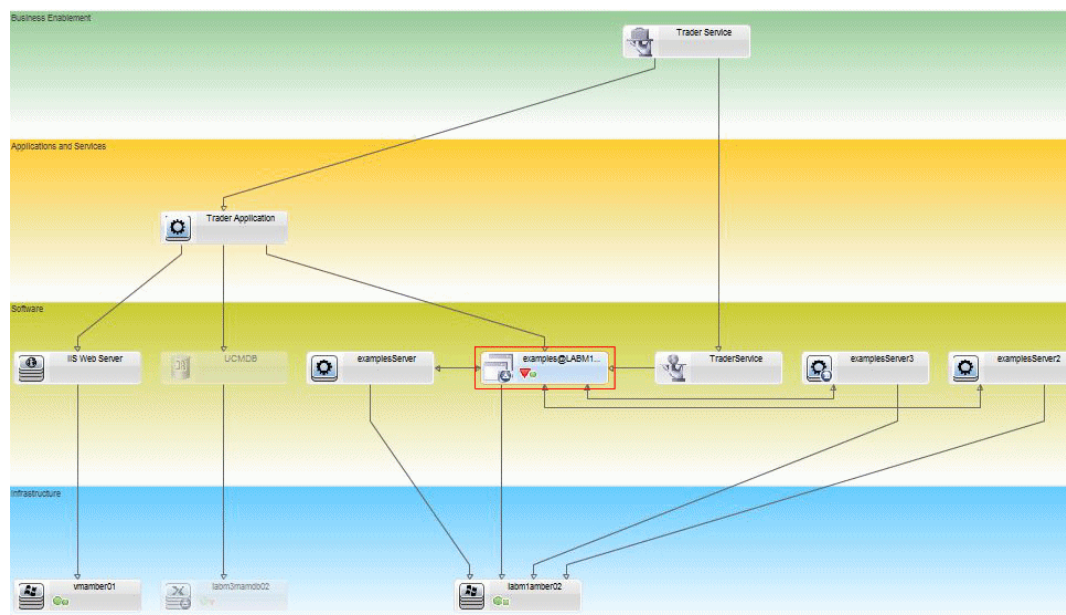 Business Enablement
Trader Service
Applications and Services
Trader Application
Software
IIS Web Server
UCMDB
examplesServer
examples@LABM1...
TraderService
examplesServer3
examplesServer2
Infrastructure
vmamber01
labm3mamdb02
labm1amber02